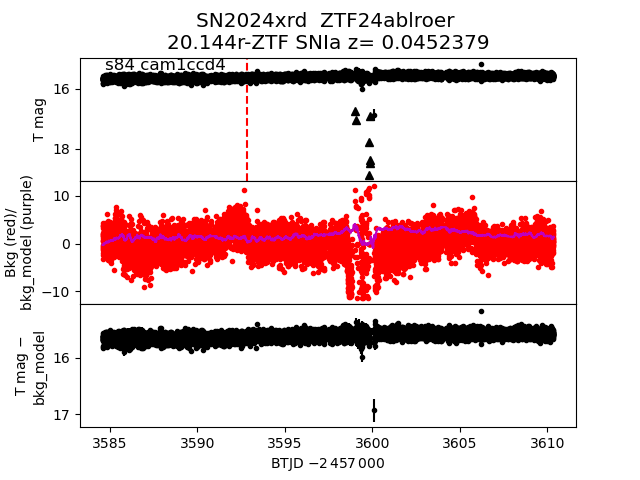 SN2024xrd  ZTF24ablroer
20.144r-ZTF SNIa z= 0.0452379
s84 cam1ccd4
16
18
T mag
10
0
−10
Bkg (red)/
bkg_model (purple)
16
17
T mag −
bkg_model
3585 3590 3595 3600 3605 3610
BTJD −2 457 000